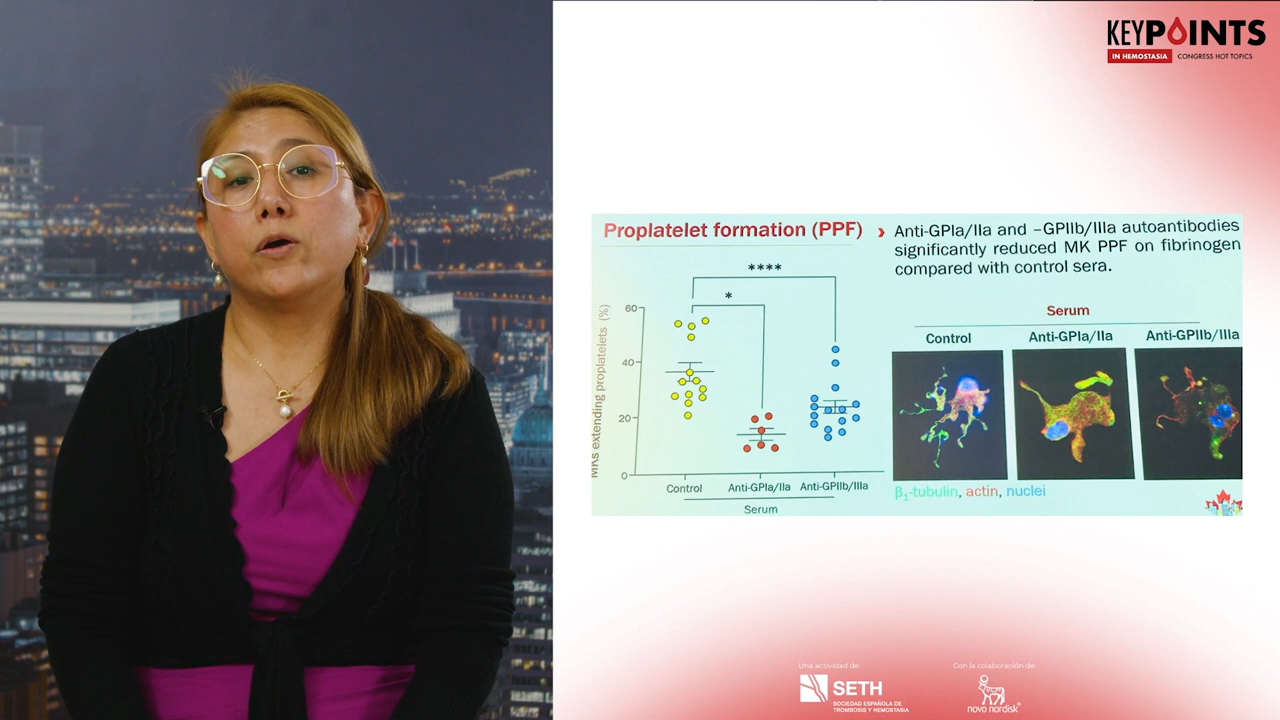 KEYPOINTS
IN HEMOSTASIA CONGRESS HOT TOPICS
Proplatelet formation (PPF)
Anti-GPIa/IIa and –GPIIb/IIIa autoantibodies
significantly reduced MK PPF on fibrinogen
compared with control sera.
****
*
MKs extending proplatelets (%)
60
40
20
0
Control
Anti-GPIa/IIa
Anti-GPIIb/IIIa
Serum
Serum
Control
Anti-GPIa/IIa
Anti-GPIIb/IIIa
β₁-tubulin, actin, nuclei
Una actividad de:
SETH
SOCIEDAD ESPAÑOLA DE
TROMBOSIS Y HEMOSTASIA
Con la colaboración de:
novo nordisk®